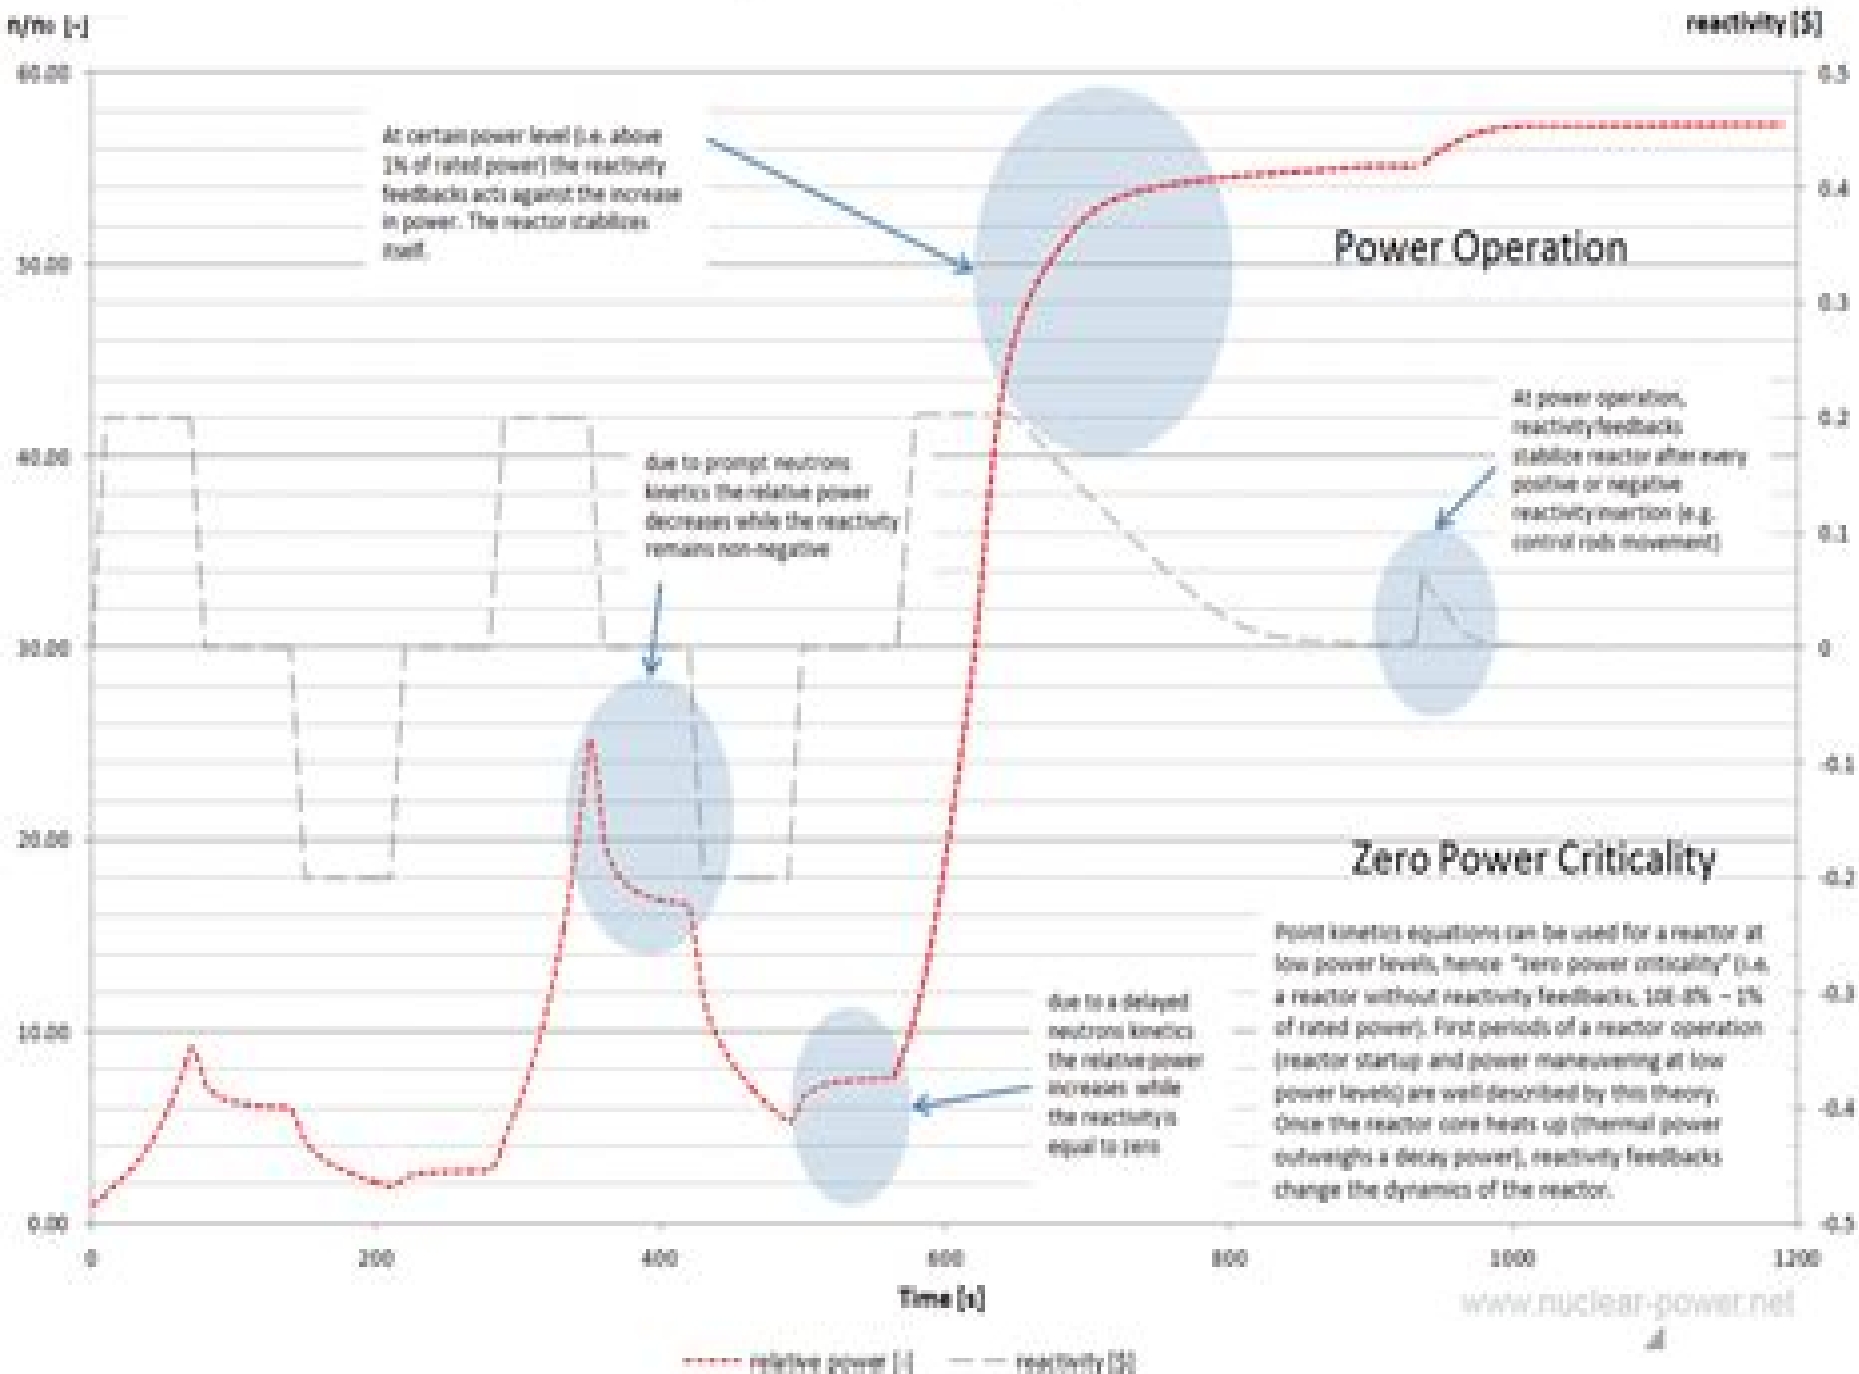 n/n₀ [-]
reactivity [$]
60.00
50.00
40.00
30.00
20.00
10.00
0.00
0.5
0.4
0.3
0.2
0.1
0
-0.1
-0.2
-0.3
-0.4
-0.5
At certain power level (i.e. above
1% of rated power) the reactivity
feedbacks acts against the increase
in power. The reactor stabilizes
itself.
Power Operation
At power operation,
reactivity feedbacks
stabilize reactor after every
positive or negative
reactivity insertion (e.g.
control rods movement)
due to prompt neutrons
kinetics the relative power
decreases while the reactivity
remains non-negative
Zero Power Criticality
Point kinetics equations can be used for a reactor at
low power levels, hence "zero power criticality" (i.e.
a reactor without reactivity feedbacks, 10E-8% – 1%
of rated power). First periods of a reactor operation
(reactor startup and power maneuvering at low
power levels) are well described by this theory.
Once the reactor core heats up (thermal power
outweighs a decay power), reactivity feedbacks
change the dynamics of the reactor.
due to a delayed
neutrons kinetics
the relative power
increases while
the reactivity is
equal to zero
0
200
400
600
800
1000
1200
Time [s]
www.nuclear-power.net
relative power [-]
reactivity [$]